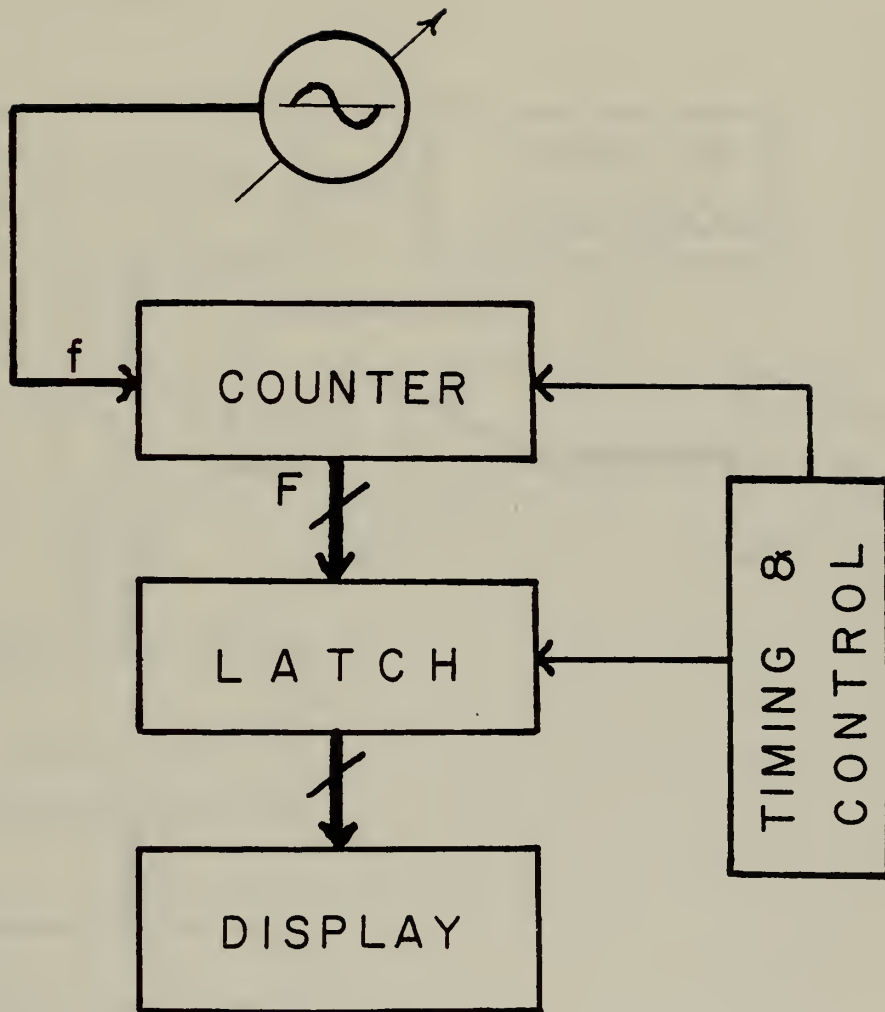 f
COUNTER
F
LATCH
TIMING &
CONTROL
DISPLAY